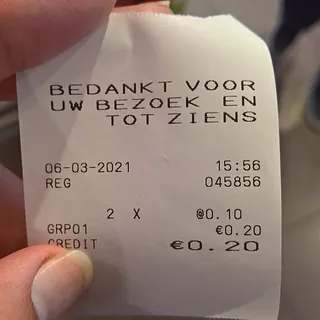 BEDANKT VOOR
UW BEZOEK EN
TOT ZIENS
06-03-2021 15:56
REG 045856
2 X @0.10
GRP01 €0.20
CREDIT €0.20